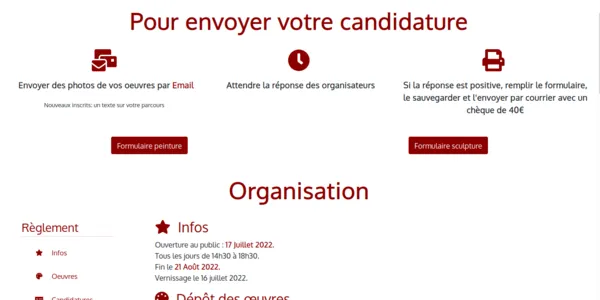 Pour envoyer votre candidature
Envoyer des photos de vos oeuvres par Email
Nouveaux inscrits; un texte sur votre parcours
Attendre la réponse des organisateurs
Si la réponse est positive, remplir le formulaire,
le sauvegarder et l'envoyer par courrier avec un
chèque de 40€
Formulaire peinture
Formulaire sculpture
Organisation
Règlement
Infos
Oeuvres
Candidatures
Infos
Ouverture au public : 17 juillet 2022.
Tous les jours de 14h30 à 18h30.
Fin le 21 Août 2022.
Vernissage le 16 juillet 2022.
Dépôt des œuvres